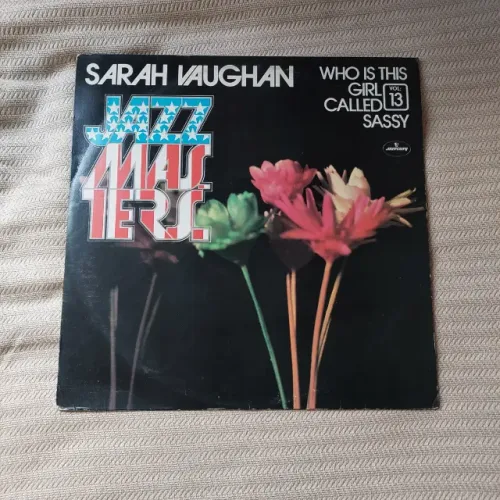 SARAH VAUGHAN
WHO IS THIS
GIRL
CALLED
SASSY
VOL:
13
JAZZ
MAS
TERS.
mercury